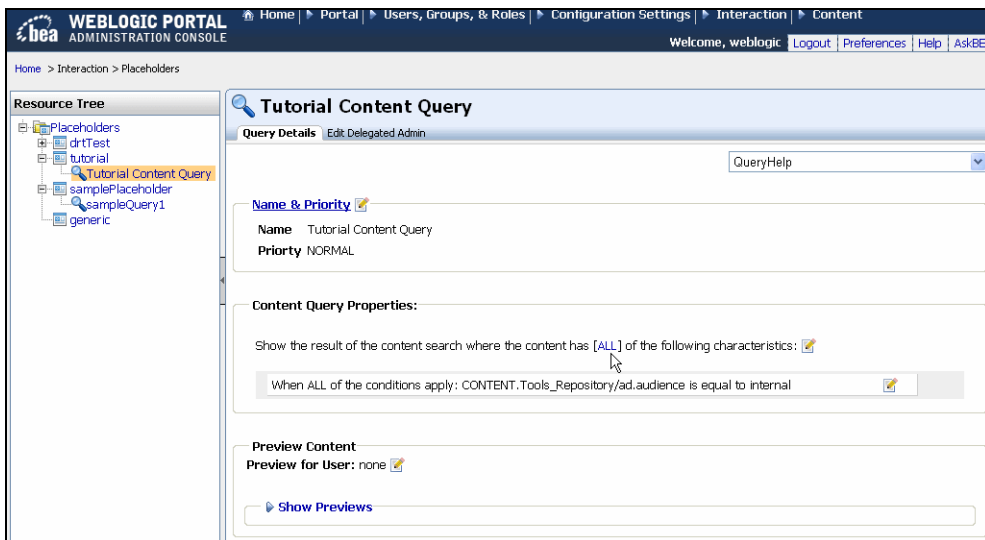 bea WEBLOGIC PORTAL
ADMINISTRATION CONSOLE
Home | Portal | Users, Groups, & Roles | Configuration Settings | Interaction | Content
Welcome, weblogic Logout Preferences Help AskBE
Home > Interaction > Placeholders
Resource Tree
Placeholders
drtTest
tutorial
Tutorial Content Query
samplePlaceholder
sampleQuery1
generic
Tutorial Content Query
Query Details Edit Delegated Admin
QueryHelp
Name & Priority
Name Tutorial Content Query
Priorty NORMAL
Content Query Properties:
Show the result of the content search where the content has [ALL] of the following characteristics:
When ALL of the conditions apply: CONTENT.Tools_Repository/ad.audience is equal to internal
Preview Content
Preview for User: none
Show Previews